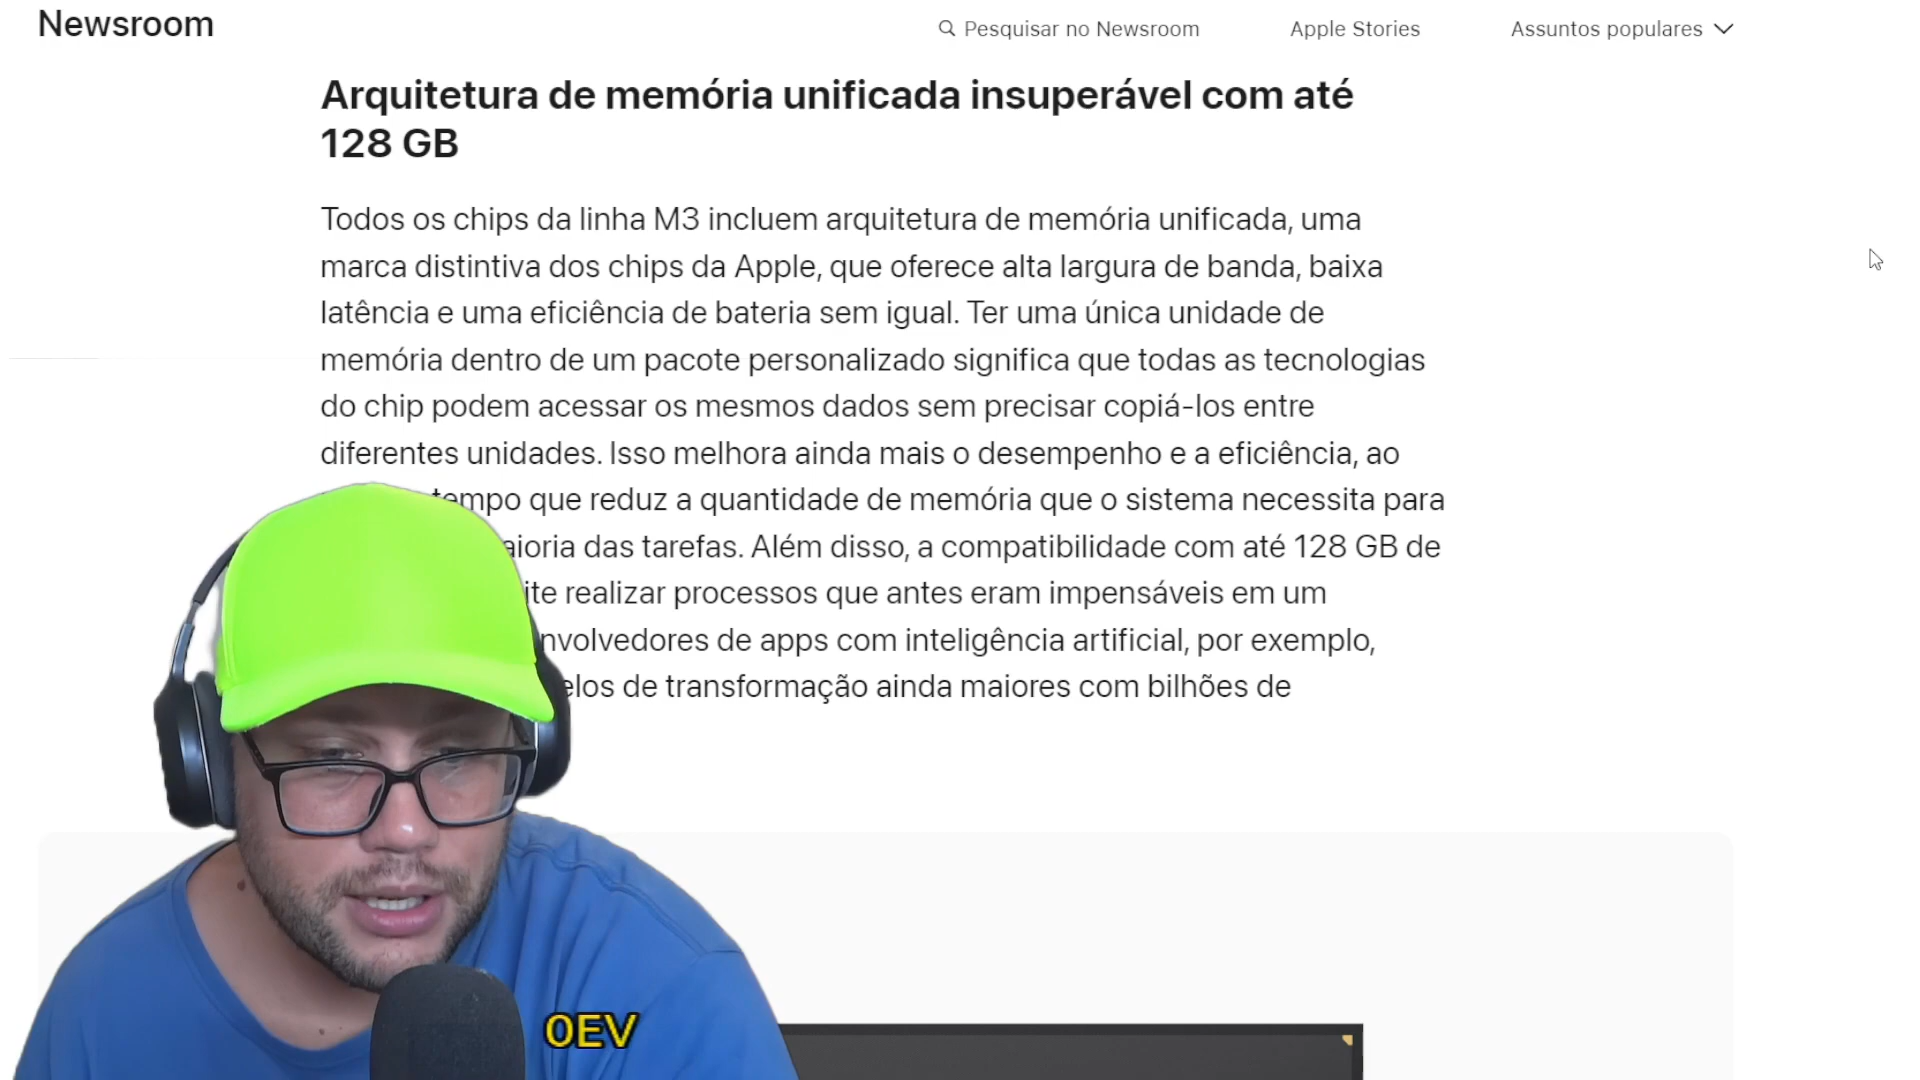 Newsroom
Pesquisar no Newsroom
Apple Stories
Assuntos populares
Arquitetura de memória unificada insuperável com até
128 GB
Todos os chips da linha M3 incluem arquitetura de memória unificada, uma
marca distintiva dos chips da Apple, que oferece alta largura de banda, baixa
latência e uma eficiência de bateria sem igual. Ter uma única unidade de
memória dentro de um pacote personalizado significa que todas as tecnologias
do chip podem acessar os mesmos dados sem precisar copiá-los entre
diferentes unidades. Isso melhora ainda mais o desempenho e a eficiência, ao
tempo que reduz a quantidade de memória que o sistema necessita para
das tarefas. Além disso, a compatibilidade com até 128 GB de
realizar processos que antes eram impensáveis em um
de apps com inteligência artificial, por exemplo,
de transformação ainda maiores com bilhões de
0EV